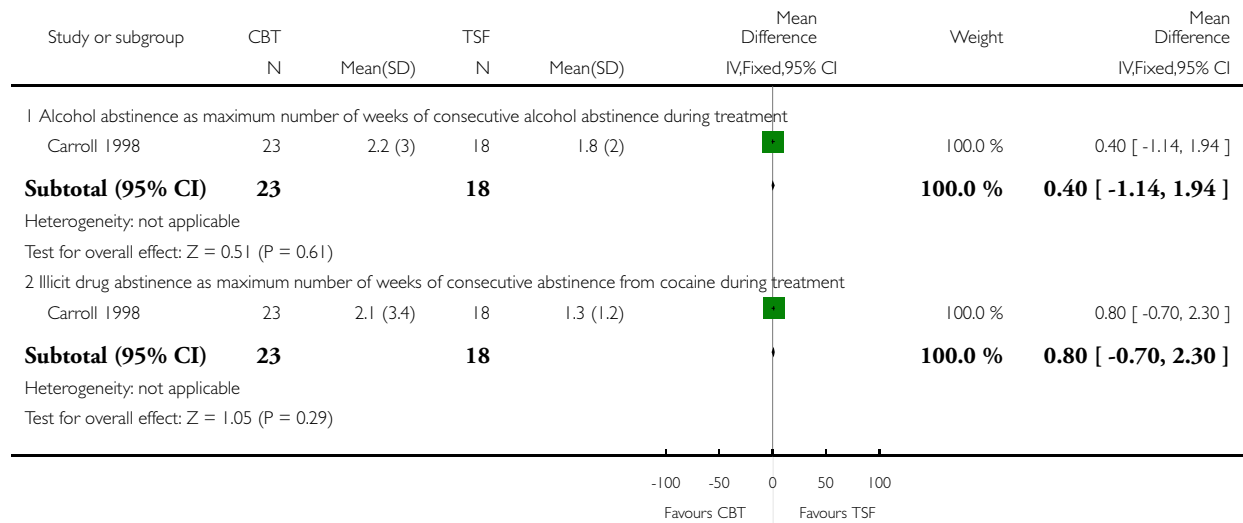 Study or subgroup CBT TSF Mean Difference Weight Mean Difference
N Mean(SD) N Mean(SD) IV,Fixed,95% CI IV,Fixed,95% CI
1 Alcohol abstinence as maximum number of weeks of consecutive alcohol abstinence during treatment
Carroll 1998 23 2.2 (3) 18 1.8 (2) 100.0 % 0.40 [ -1.14, 1.94 ]
Subtotal (95% CI) 23 18 100.0 % 0.40 [ -1.14, 1.94 ]
Heterogeneity: not applicable
Test for overall effect: Z = 0.51 (P = 0.61)
2 Illicit drug abstinence as maximum number of weeks of consecutive abstinence from cocaine during treatment
Carroll 1998 23 2.1 (3.4) 18 1.3 (1.2) 100.0 % 0.80 [ -0.70, 2.30 ]
Subtotal (95% CI) 23 18 100.0 % 0.80 [ -0.70, 2.30 ]
Heterogeneity: not applicable
Test for overall effect: Z = 1.05 (P = 0.29)
-100 -50 0 50 100
Favours CBT Favours TSF